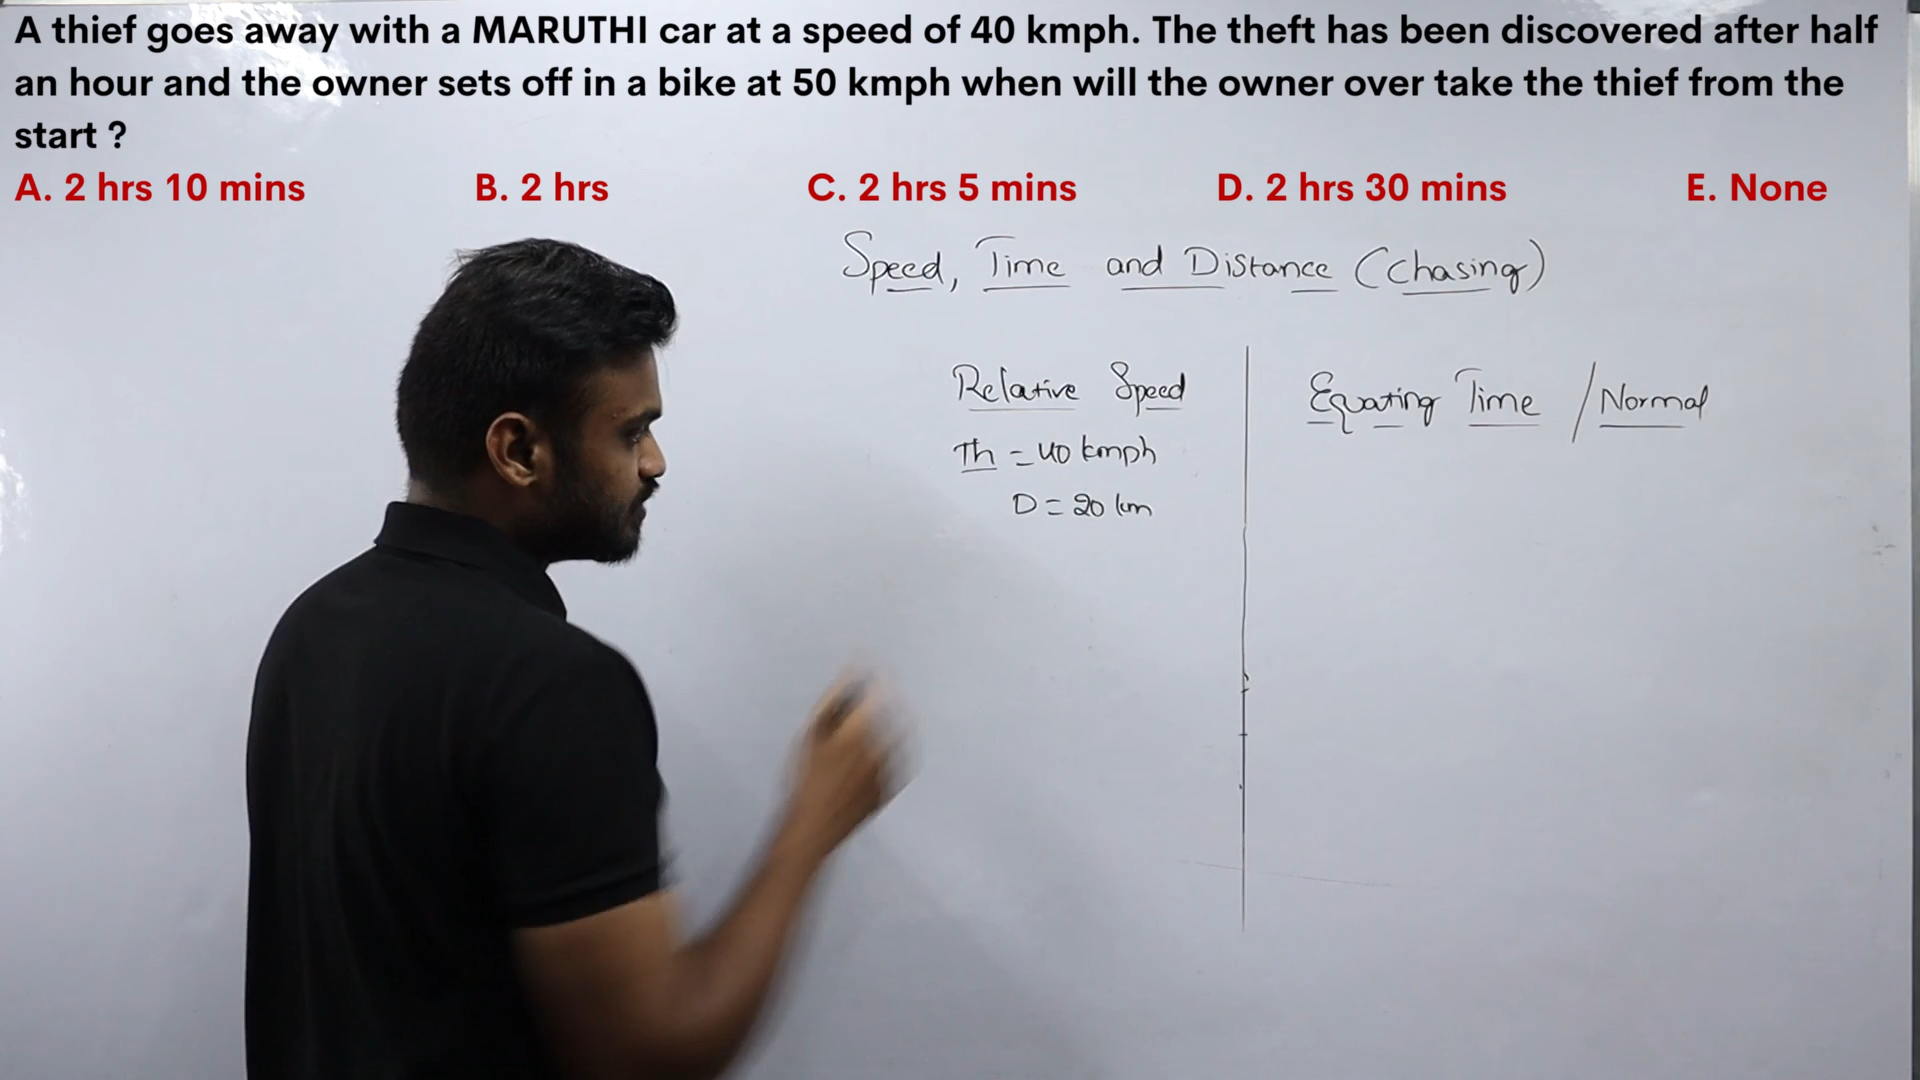 A thief goes away with a MARUTHI car at a speed of 40 kmph. The theft has been discovered after half
an hour and the owner sets off in a bike at 50 kmph when will the owner over take the thief from the
start ?
A. 2 hrs 10 mins B. 2 hrs C. 2 hrs 5 mins D. 2 hrs 30 mins E. None
Speed, Time and Distance (Chasing)
Relative Speed
Th = 40 kmph
D = 20 km
Equating Time / Normal